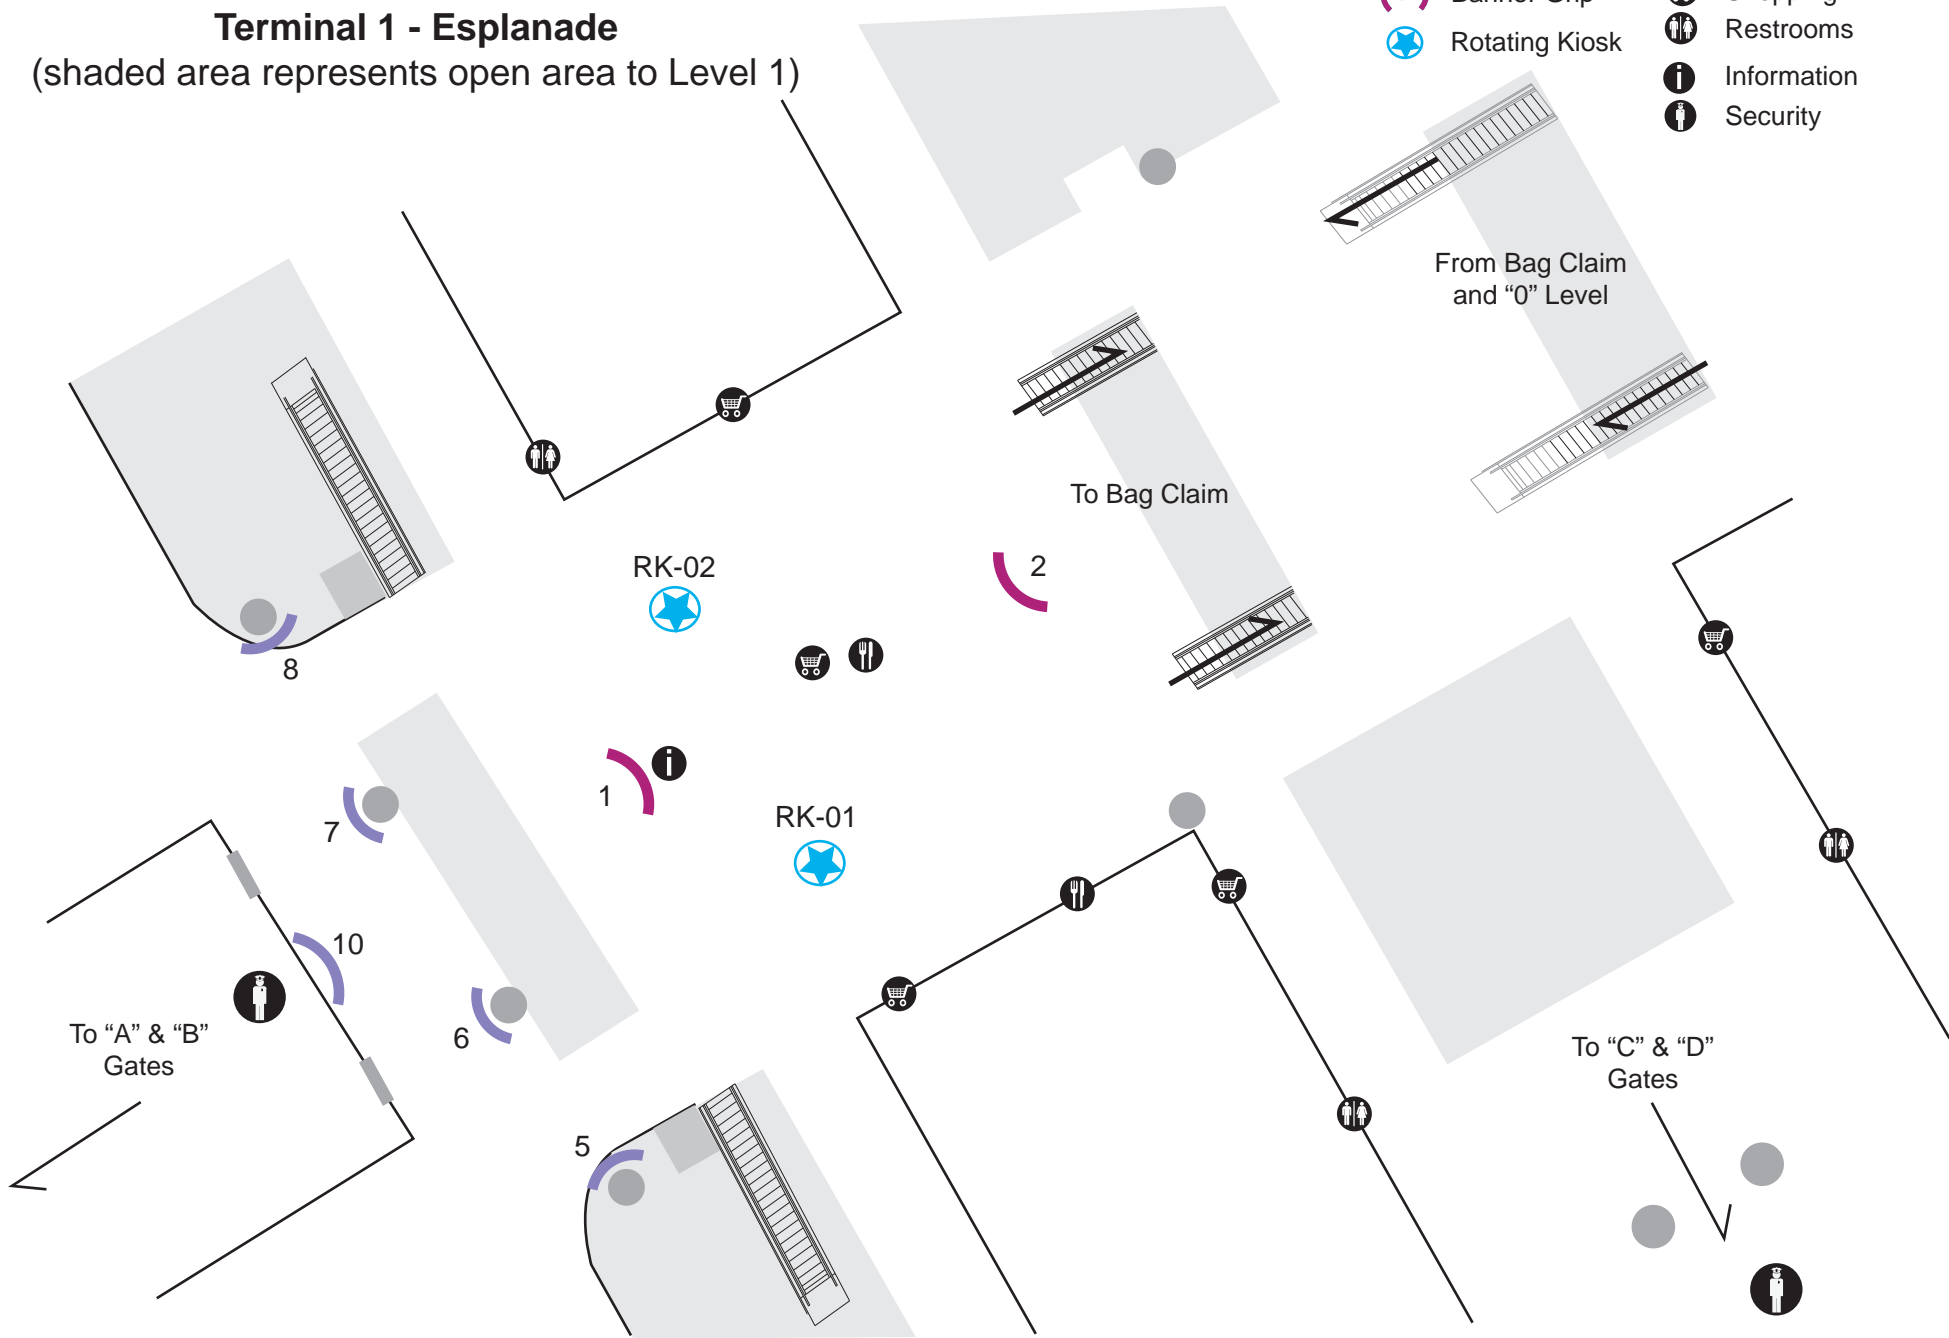 Terminal 1 - Esplanade
(shaded area represents open area to Level 1)
Rotating Kiosk
Restrooms
Information
Security
From Bag Claim
and “0” Level
To Bag Claim
RK-02
2
8
1
RK-01
7
10
6
To “A” & “B”
Gates
To “C” & “D”
Gates
5